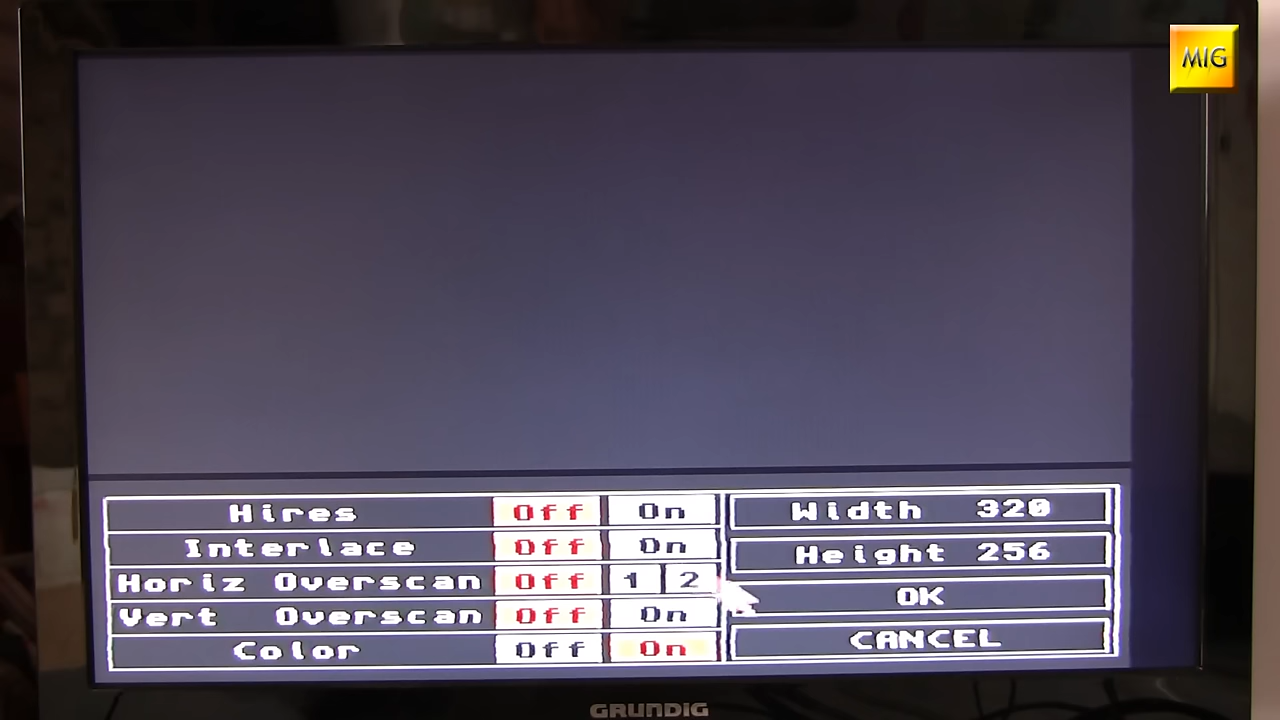 MIG
Hires Off On
Interlace Off On
Horiz Overscan Off 1 2
Vert Overscan Off On
Color Off On
Width 320
Height 256
OK
CANCEL
GRUNDIG